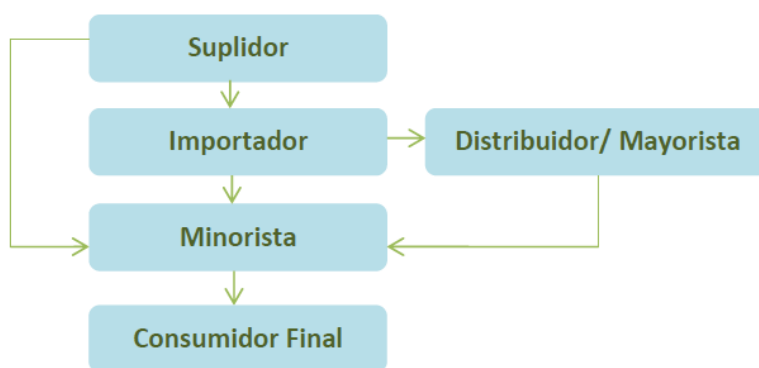 Suplidor
Importador
Distribuidor/ Mayorista
Minorista
Consumidor Final